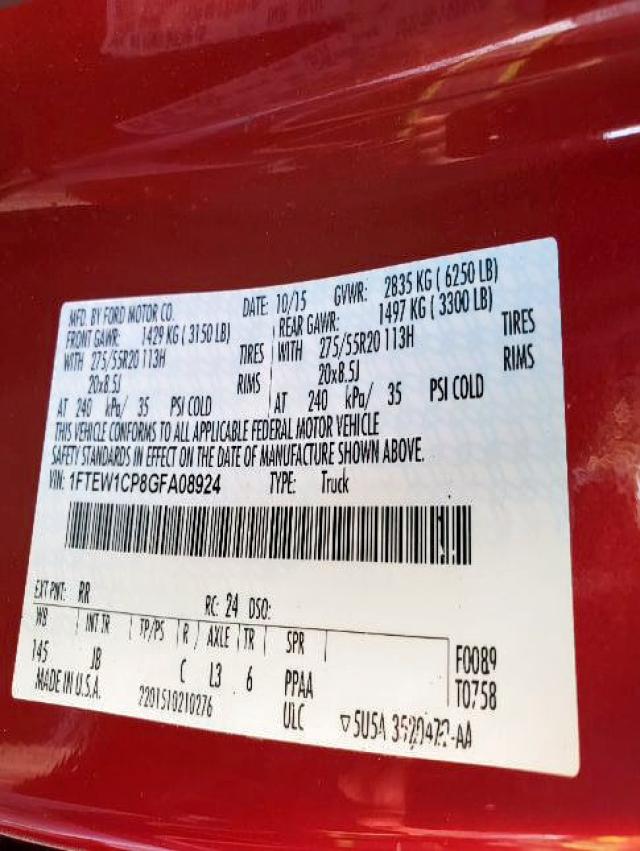 MFD. BY FORD MOTOR CO. DATE: 10/15 GVWR: 2835 KG ( 6250 LB)
FRONT GAWR: 1429 KG ( 3150 LB) REAR GAWR: 1497 KG ( 3300 LB)
WITH 275/55R20 113H TIRES WITH 275/55R20 113H TIRES
20x8.5J RIMS 20x8.5J RIMS
AT 240 kPa/ 35 PSI COLD AT 240 kPa/ 35 PSI COLD
THIS VEHICLE CONFORMS TO ALL APPLICABLE FEDERAL MOTOR VEHICLE
SAFETY STANDARDS IN EFFECT ON THE DATE OF MANUFACTURE SHOWN ABOVE.
VIN: 1FTEW1CP8GFA08924 TYPE: Truck
EXT PNT: RR RC: 24 DSO:
WB INT TR TP/PS R AXLE TR SPR F0089
145 JB C L3 6 PPAA T0758
MADE IN U.S.A. 2201510210276 ULC ▽5U5A 3520472-AA